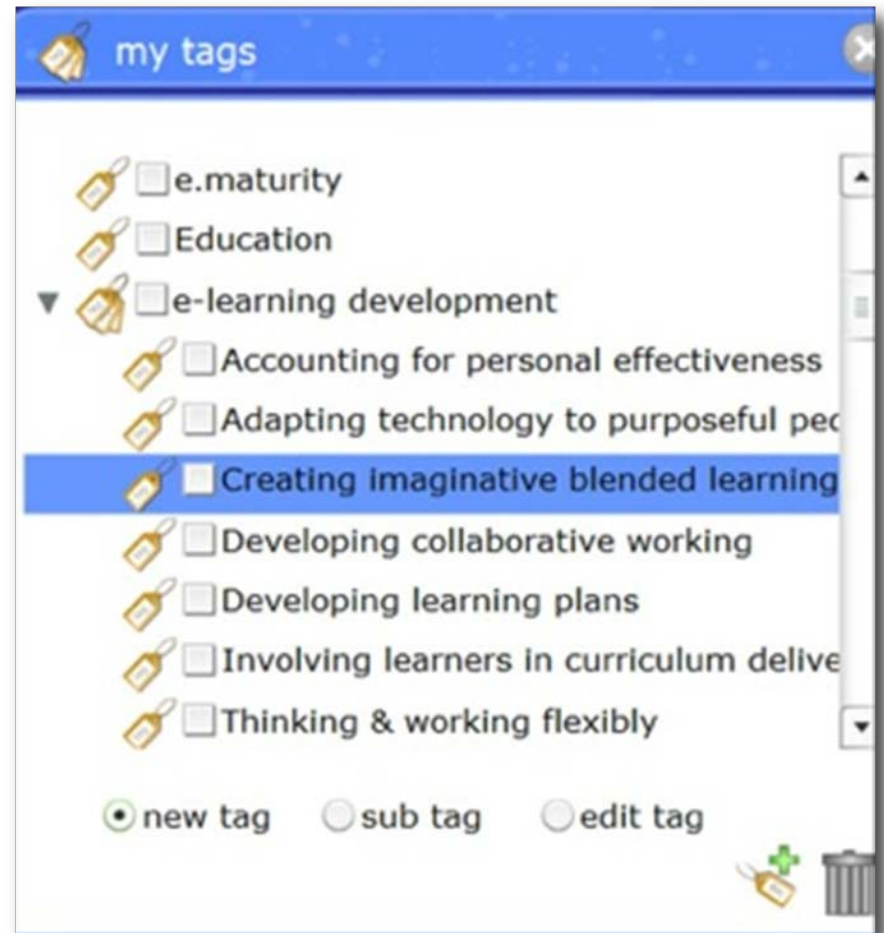 my tags
e.maturity
Education
e-learning development
Accounting for personal effectiveness
Adapting technology to purposeful
Creating imaginative blended learning
Developing collaborative working
Developing learning plans
Involving learners in curriculum delive
Thinking & working flexibly
new tag sub tag edit tag